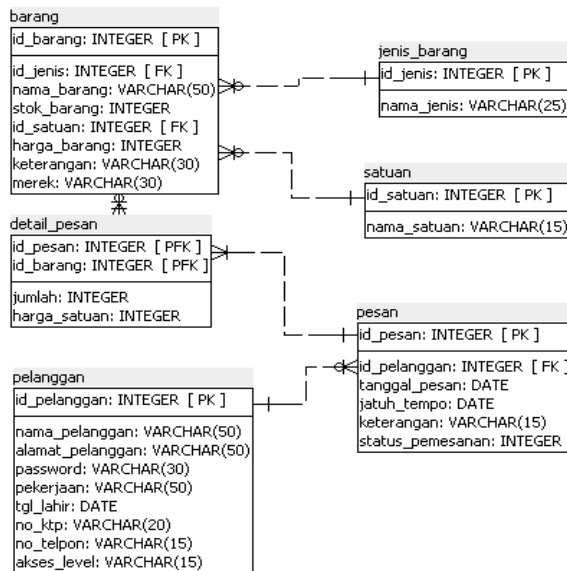 barang
id_barang: INTEGER [ PK ]
id_jenis: INTEGER [ FK ]
nama_barang: VARCHAR(50)
stok_barang: INTEGER
id_satuan: INTEGER [ FK ]
harga_barang: INTEGER
keterangan: VARCHAR(30)
merek: VARCHAR(30)
jenis_barang
id_jenis: INTEGER [ PK ]
nama_jenis: VARCHAR(25)
satuan
id_satuan: INTEGER [ PK ]
nama_satuan: VARCHAR(15)
detail_pesan
id_pesan: INTEGER [ PFK ]
id_barang: INTEGER [ PFK ]
jumlah: INTEGER
harga_satuan: INTEGER
pesan
id_pesan: INTEGER [ PK ]
id_pelanggan: INTEGER [ FK ]
tanggal_pesan: DATE
jatuh_tempo: DATE
keterangan: VARCHAR(15)
status_pemesanan: INTEGER
pelanggan
id_pelanggan: INTEGER [ PK ]
nama_pelanggan: VARCHAR(50)
alamat_pelanggan: VARCHAR(50)
password: VARCHAR(30)
pekerjaan: VARCHAR(50)
tgl_lahir: DATE
no_ktp: VARCHAR(20)
no_telpon: VARCHAR(15)
akses_level: VARCHAR(15)